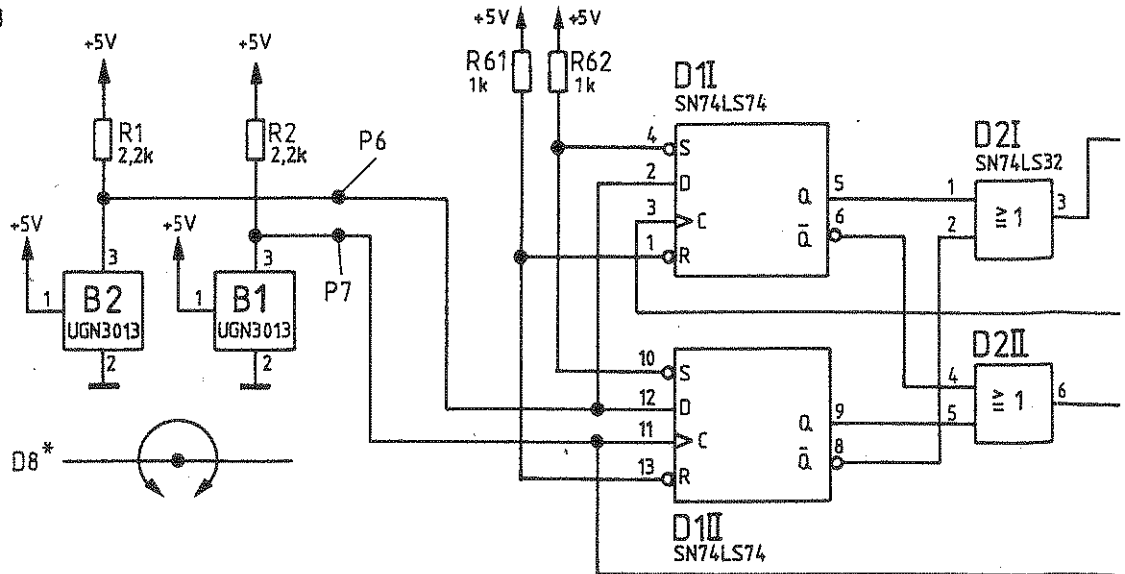 +5V
+5V
+5V
+5V
R61
1k
R62
1k
D1I
SN74LS74
R1
2,2k
R2
2,2k
P6
P7
+5V
+5V
3
3
1
B2
UGN3013
2
1
B1
UGN3013
2
4
S
2
D
3
C
1
R
Q
5
Q̅
6
D2I
SN74LS32
1
2
≧1
3
10
S
12
D
11
C
13
R
Q
9
Q̅
8
D1II
SN74LS74
D2II
4
5
≧1
6
D8*